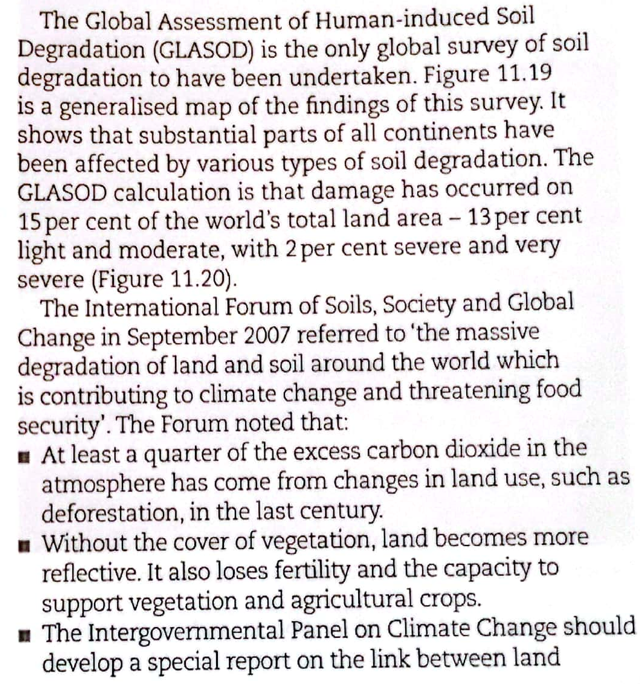 The Global Assessment of Human-induced Soil
Degradation (GLASOD) is the only global survey of soil
degradation to have been undertaken. Figure 11.19
is a generalised map of the findings of this survey. It
shows that substantial parts of all continents have
been affected by various types of soil degradation. The
GLASOD calculation is that damage has occurred on
15 per cent of the world's total land area – 13 per cent
light and moderate, with 2 per cent severe and very
severe (Figure 11.20).
The International Forum of Soils, Society and Global
Change in September 2007 referred to 'the massive
degradation of land and soil around the world which
is contributing to climate change and threatening food
security'. The Forum noted that:
■ At least a quarter of the excess carbon dioxide in the
atmosphere has come from changes in land use, such as
deforestation, in the last century.
■ Without the cover of vegetation, land becomes more
reflective. It also loses fertility and the capacity to
support vegetation and agricultural crops.
■ The Intergovernmental Panel on Climate Change should
develop a special report on the link between land